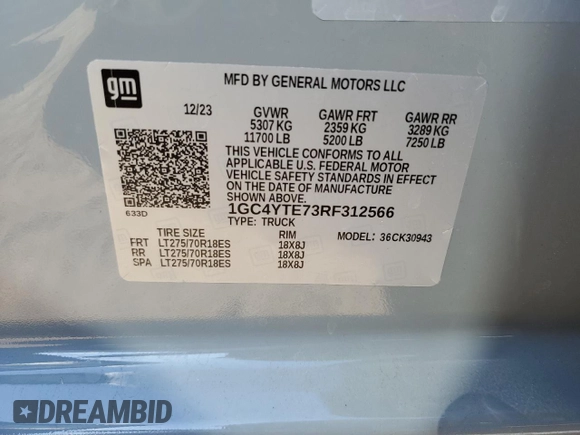 gm
MFD BY GENERAL MOTORS LLC
12/23 GVWR GAWR FRT GAWR RR
5307 KG 2359 KG 3289 KG
11700 LB 5200 LB 7250 LB
THIS VEHICLE CONFORMS TO ALL
APPLICABLE U.S. FEDERAL MOTOR
VEHICLE SAFETY STANDARDS IN
EFFECT ON THE DATE OF
MANUFACTURE SHOWN ABOVE.
633D
1GC4YTE73RF312566
TYPE: TRUCK
TIRE SIZE RIM MODEL: 36CK30943
FRT LT275/70R18ES 18X8J
RR LT275/70R18ES 18X8J
SPA LT275/70R18ES 18X8J
DREAMBID